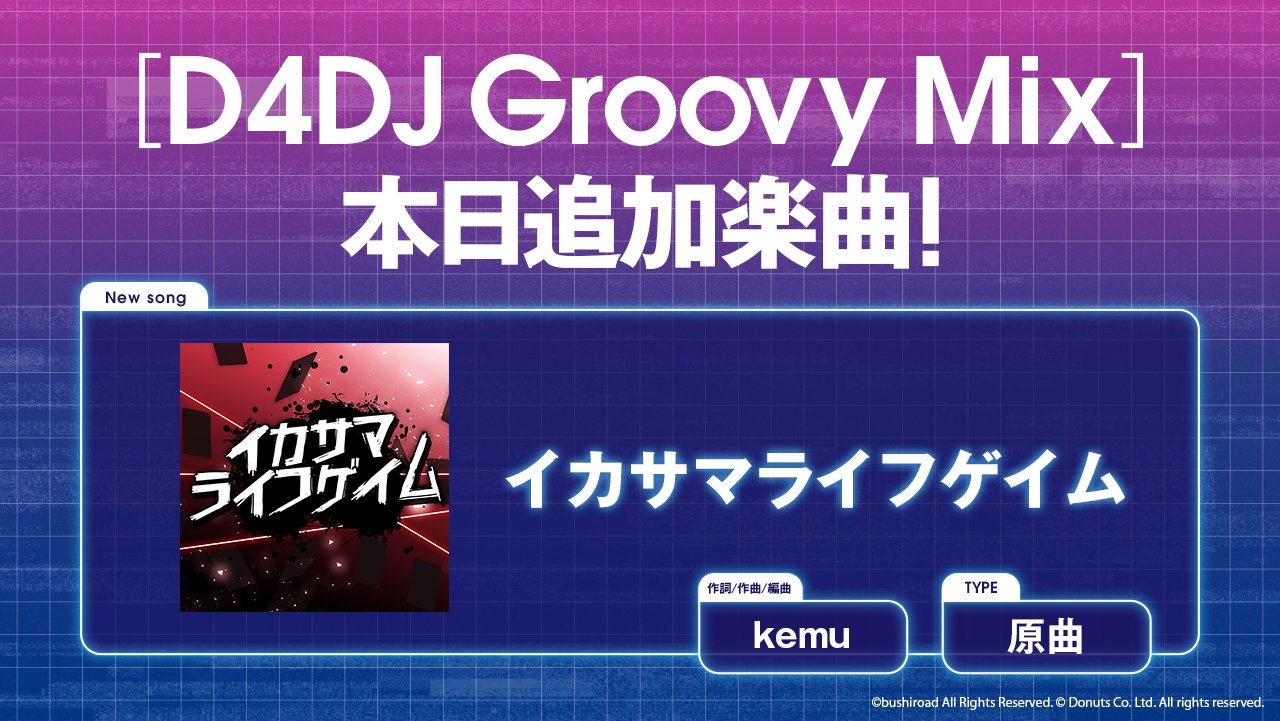 [D4DJ Groovy Mix]
本日追加楽曲!
New song
イカサマ
ライフゲイム
イカサマライフゲイム
作詞/作曲/編曲
kemu
TYPE
原曲
©bushiroad All Rights Reserved. © Donuts Co. Ltd. All rights reserved.